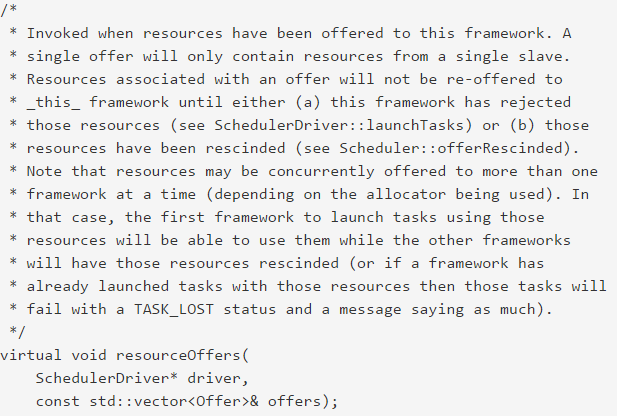 /*
 * Invoked when resources have been offered to this framework. A
 * single offer will only contain resources from a single slave.
 * Resources associated with an offer will not be re-offered to
 * _this_ framework until either (a) this framework has rejected
 * those resources (see SchedulerDriver::launchTasks) or (b) those
 * resources have been rescinded (see Scheduler::offerRescinded).
 * Note that resources may be concurrently offered to more than one
 * framework at a time (depending on the allocator being used). In
 * that case, the first framework to launch tasks using those
 * resources will be able to use them while the other frameworks
 * will have those resources rescinded (or if a framework has
 * already launched tasks with those resources then those tasks will
 * fail with a TASK_LOST status and a message saying as much).
 */
virtual void resourceOffers(
    SchedulerDriver* driver,
    const std::vector<Offer>& offers);